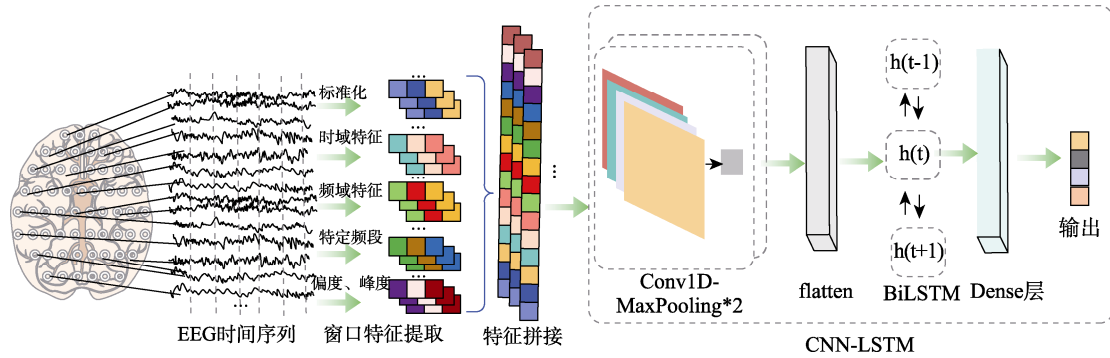 标准化
时域特征
频域特征
特定频段
偏度、峰度
EEG时间序列
窗口特征提取
特征拼接
Conv1D-
MaxPooling*2
flatten
h(t-1)
h(t)
h(t+1)
BiLSTM
Dense层
输出
CNN-LSTM